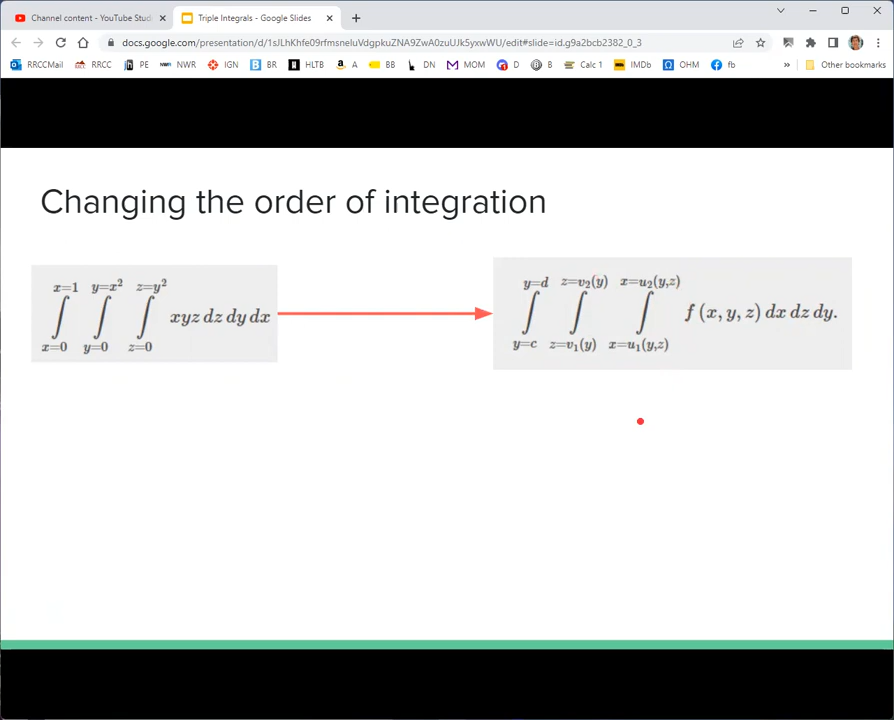 Channel content - YouTube Studi
Triple Integrals - Google Slides
docs.google.com/presentation/d/1sJLhKhfe09rfmsneluVdgpkuZNA9ZwA0zuUJk5yxwWU/edit#slide=id.g9a2bcb2382_0_3
RRCCMail RRCC PE NWR IGN BR HLTB A BB DN MOM D B Calc 1 IMDb OHM fb » Other bookmarks
Changing the order of integration
x=1 y=x² z=y²
∫ ∫ ∫ xyz dz dy dx
x=0 y=0 z=0
y=d z=v₂(y) x=u₂(y,z)
∫ ∫ ∫ f (x, y, z) dx dz dy.
y=c z=v₁(y) x=u₁(y,z)